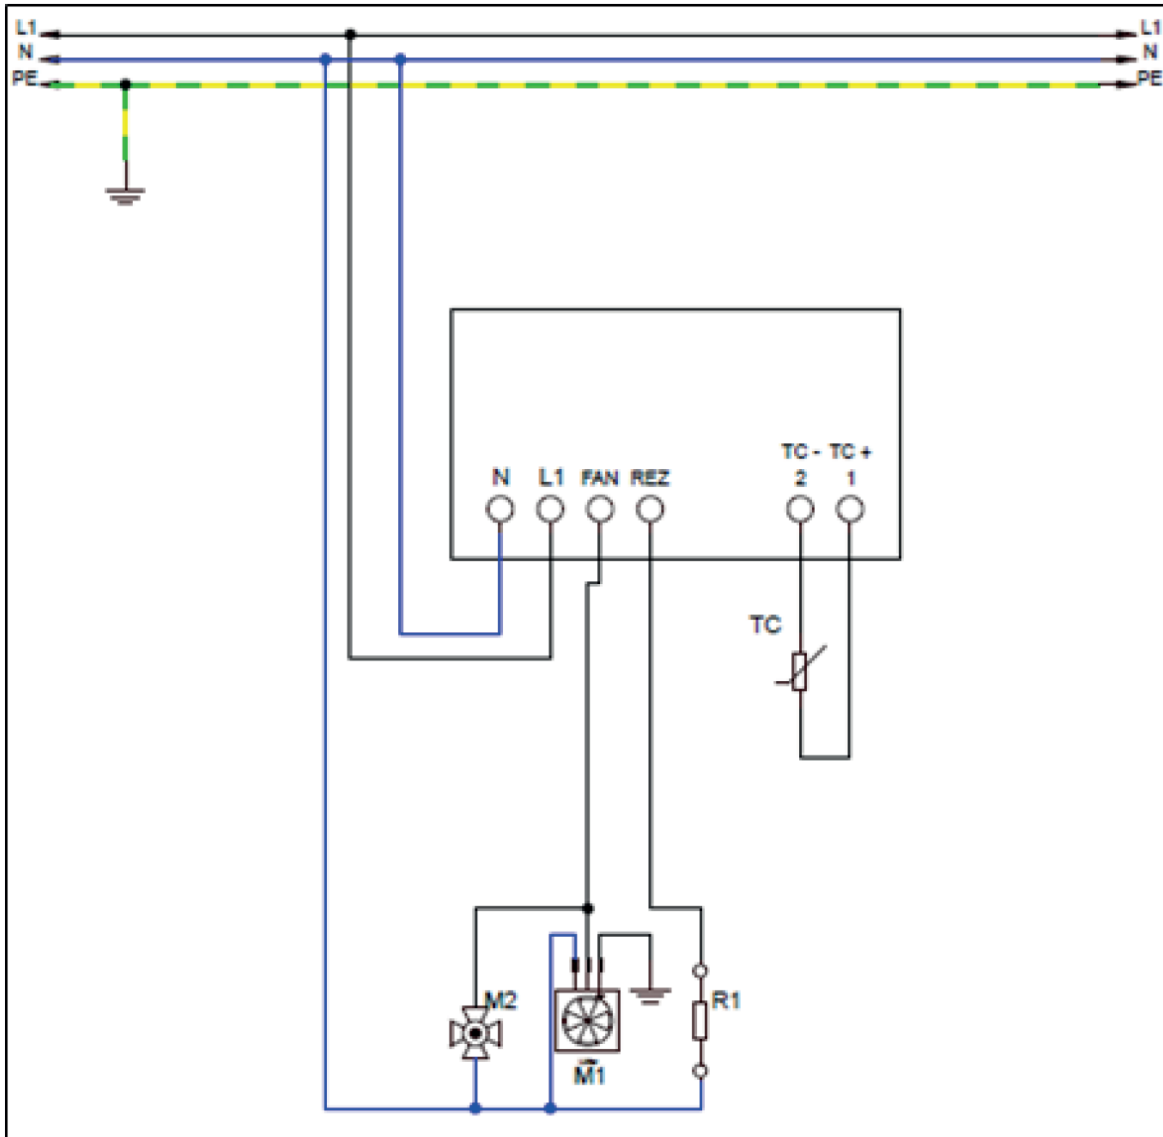 L1 L1
N N
PE PE
TC - TC +
N L1 FAN REZ 2 1
TC
M2 R1
M1